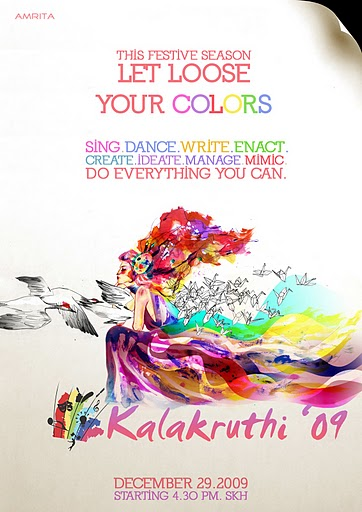 AMRITA
THIS FESTIVE SEASON
LET LOOSE
YOUR COLORS
SING.DANCE.WRITE.ENACT.
CREATE.IDEATE.MANAGE.MIMIC
DO EVERYTHING YOU CAN.
Kalakruthi '09
DECEMBER 29.2009
STARTING 4.30 PM. SKH